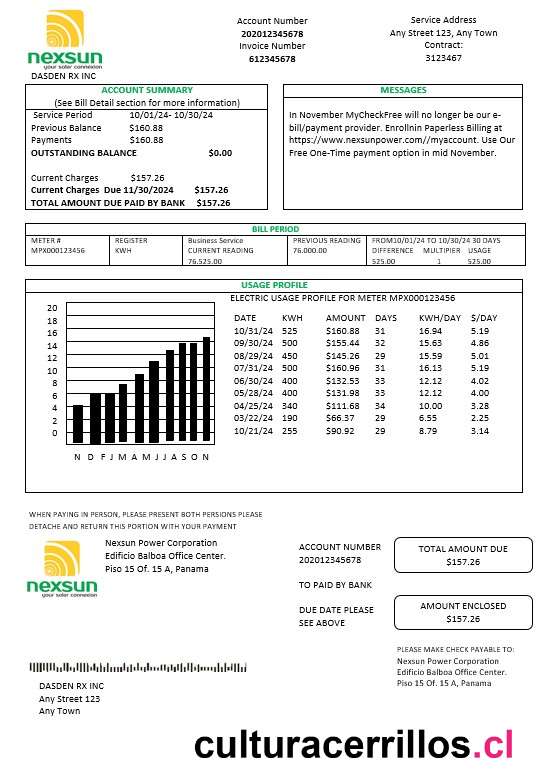 nexsun
your solar connexion
DASDEN RX INC
Account Number
202012345678
Invoice Number
612345678
Service Address
Any Street 123, Any Town
Contract:
3123467
ACCOUNT SUMMARY
(See Bill Detail section for more information)
Service Period 10/01/24- 10/30/24
Previous Balance $160.88
Payments $160.88
OUTSTANDING BALANCE $0.00
Current Charges $157.26
Current Charges Due 11/30/2024 $157.26
TOTAL AMOUNT DUE PAID BY BANK $157.26
MESSAGES
In November MyCheckFree will no longer be our e-
bill/payment provider. Enrollnin Paperless Billing at
https://www.nexsunpower.com//myaccount. Use Our
Free One-Time payment option in mid November.
BILL PERIOD
METER # REGISTER Business Service PREVIOUS READING FROM10/01/24 TO 10/30/24 30 DAYS
MPX000123456 KWH CURRENT READING 76.000.00 DIFFERENCE MULTIPLIER USAGE
76.525.00 525.00 1 525.00
USAGE PROFILE
ELECTRIC USAGE PROFILE FOR METER MPX000123456
20
18
16
14
12
10
8
6
4
2
0
N D F J M A M J J A S O N
DATE KWH AMOUNT DAYS KWH/DAY $/DAY
10/31/24 525 $160.88 31 16.94 5.19
09/30/24 500 $155.44 32 15.63 4.86
08/29/24 450 $145.26 29 15.59 5.01
07/31/24 500 $160.96 31 16.13 5.19
06/30/24 400 $132.53 33 12.12 4.02
05/28/24 400 $131.98 33 12.12 4.00
04/25/24 340 $111.68 34 10.00 3.28
03/22/24 190 $66.37 29 6.55 2.25
10/21/24 255 $90.92 29 8.79 3.14
WHEN PAYING IN PERSON, PLEASE PRESENT BOTH PERSIONS PLEASE
DETACHE AND RETURN THIS PORTION WITH YOUR PAYMENT
nexsun
your solar connexion
Nexsun Power Corporation
Edificio Balboa Office Center.
Piso 15 Of. 15 A, Panama
ACCOUNT NUMBER
202012345678
TO PAID BY BANK
DUE DATE PLEASE
SEE ABOVE
TOTAL AMOUNT DUE
$157.26
AMOUNT ENCLOSED
$157.26
PLEASE MAKE CHECK PAYABLE TO:
Nexsun Power Corporation
Edificio Balboa Office Center.
Piso 15 Of. 15 A, Panama
DASDEN RX INC
Any Street 123
Any Town
culturacerrillos.cl